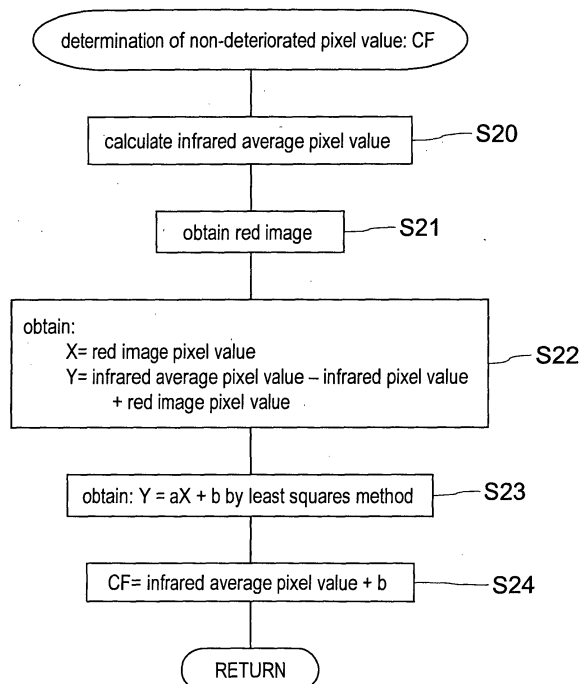 determination of non-deteriorated pixel value: CF
calculate infrared average pixel value
S20
obtain red image
S21
obtain:
X= red image pixel value
Y= infrared average pixel value – infrared pixel value
+ red image pixel value
S22
obtain: Y = aX + b by least squares method
S23
CF= infrared average pixel value + b
S24
RETURN